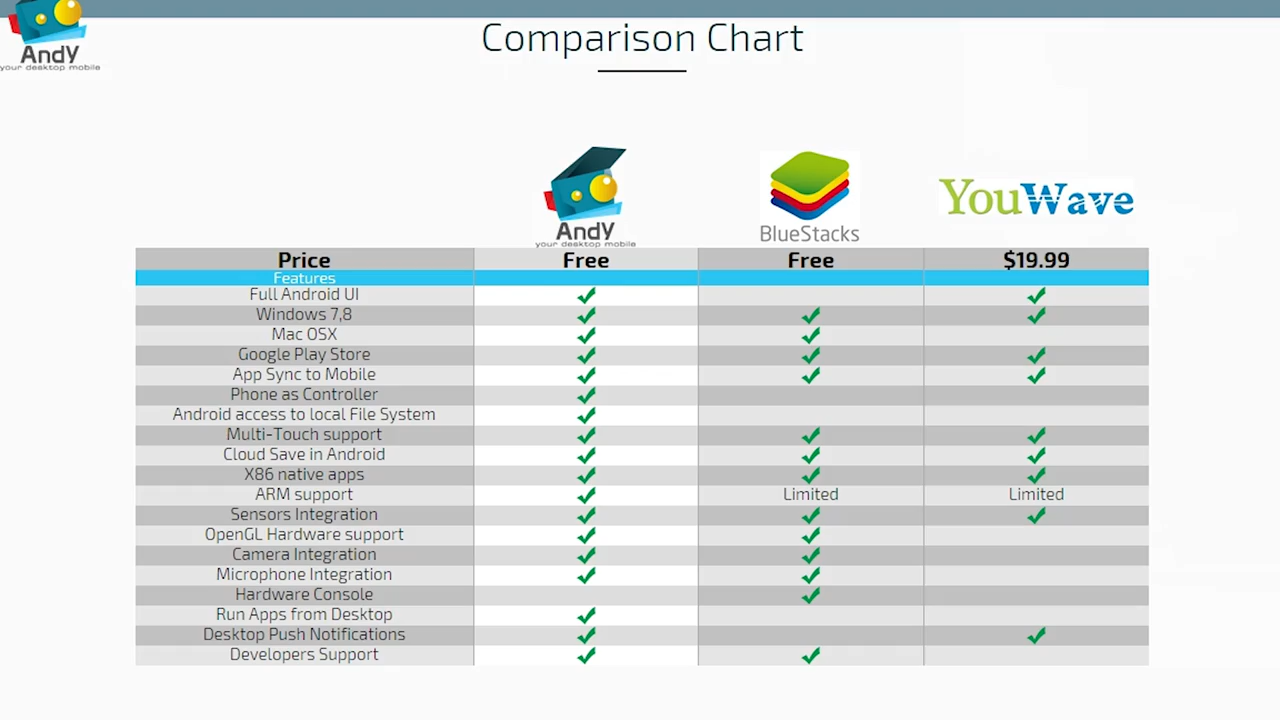 AndY
your desktop mobile
Comparison Chart
AndY
your desktop mobile
BlueStacks
YouWave
Price Free Free $19.99
Features
Full Android UI
Windows 7,8
Mac OSX
Google Play Store
App Sync to Mobile
Phone as Controller
Android access to local File System
Multi-Touch support
Cloud Save in Android
X86 native apps
ARM support Limited Limited
Sensors Integration
OpenGL Hardware support
Camera Integration
Microphone Integration
Hardware Console
Run Apps from Desktop
Desktop Push Notifications
Developers Support